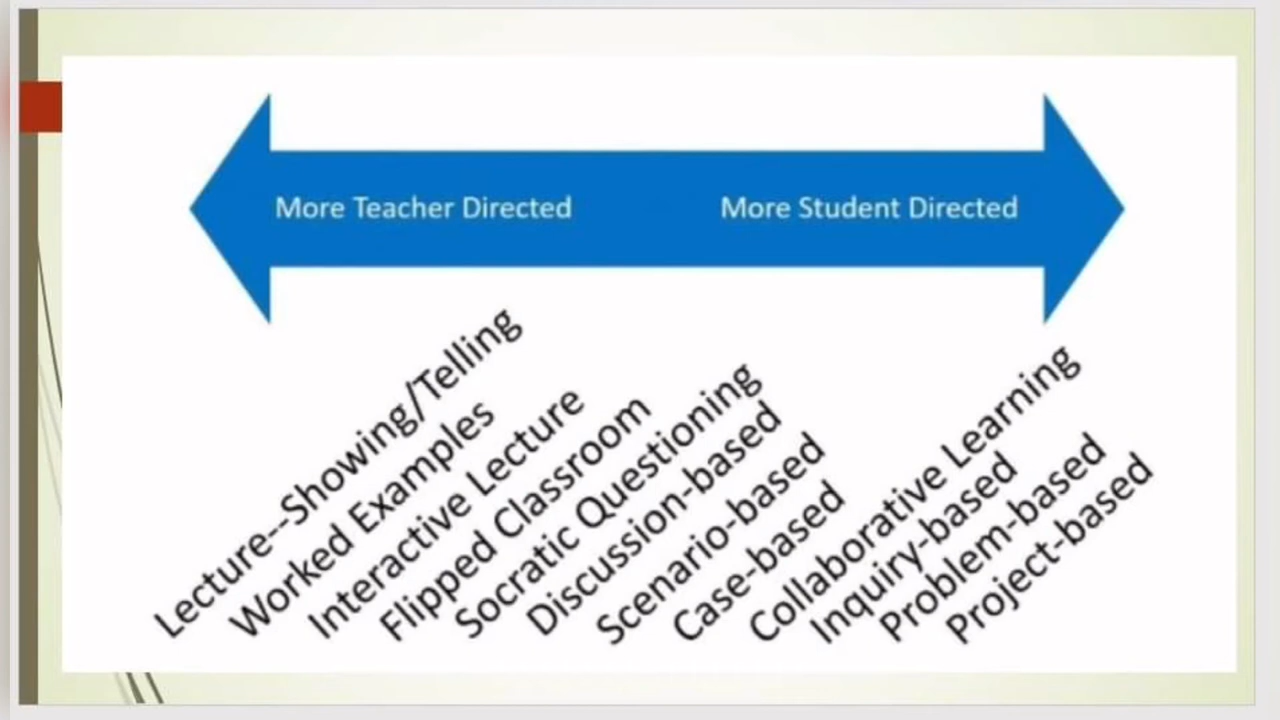 More Teacher Directed
More Student Directed
Lecture--Showing/Telling
Worked Examples
Interactive Lecture
Flipped Classroom
Socratic Questioning
Discussion-based
Scenario-based
Case-based
Collaborative Learning
Inquiry-based
Problem-based
Project-based